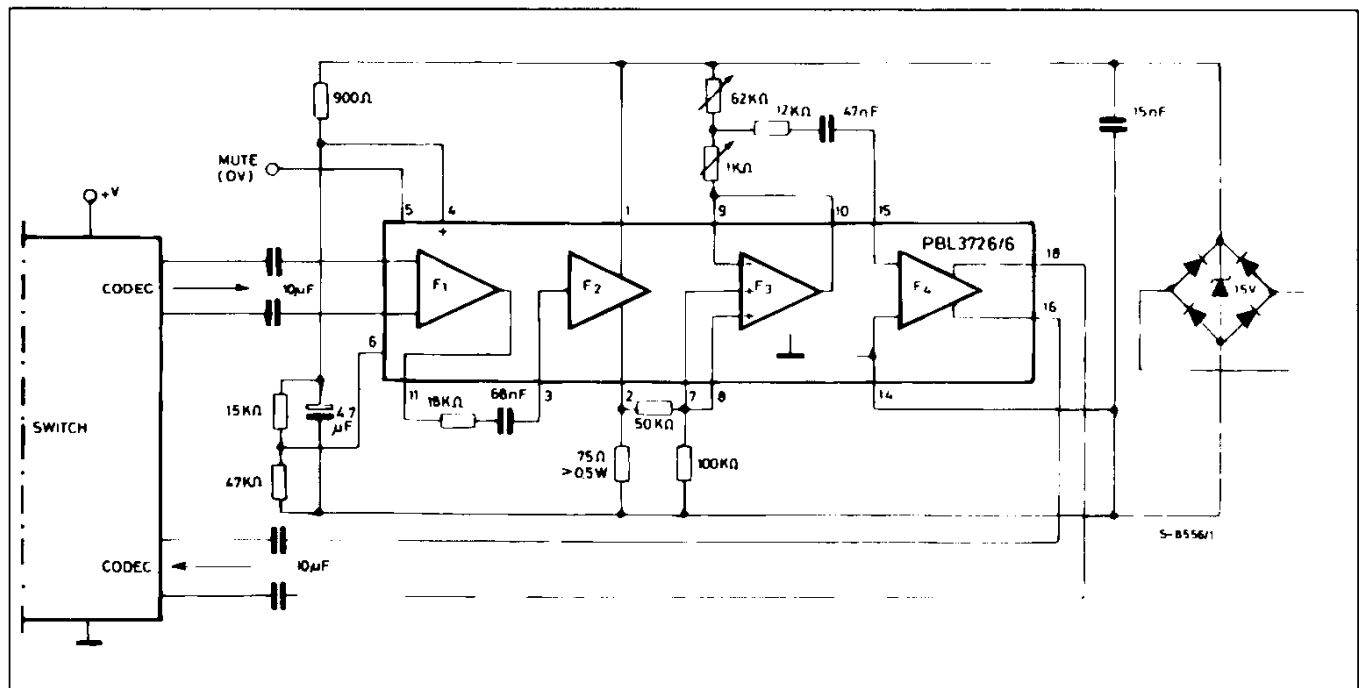 900Ω
62KΩ
12KΩ
47nF
15nF
1KΩ
MUTE
(0V)
+V
5
4
+
1
9
10
15
PBL3726/6
18
CODEC
10μF
F1
F2
F3
-
+
+
F4
15V
16
6
11
18KΩ
68nF
3
2
50KΩ
7
8
14
15KΩ
4.7
μF
SWITCH
47KΩ
75Ω
>0.5W
100KΩ
S-8556/1
CODEC
10μF